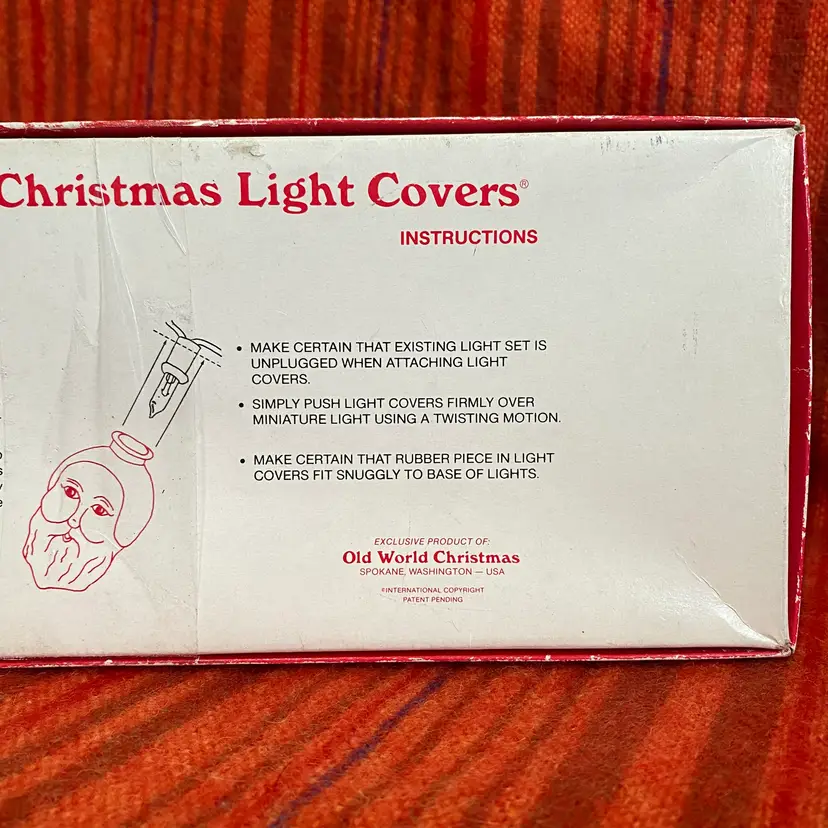 Christmas Light Covers®
INSTRUCTIONS
• MAKE CERTAIN THAT EXISTING LIGHT SET IS
UNPLUGGED WHEN ATTACHING LIGHT
COVERS.
• SIMPLY PUSH LIGHT COVERS FIRMLY OVER
MINIATURE LIGHT USING A TWISTING MOTION.
• MAKE CERTAIN THAT RUBBER PIECE IN LIGHT
COVERS FIT SNUGGLY TO BASE OF LIGHTS.
EXCLUSIVE PRODUCT OF:
Old World Christmas
SPOKANE, WASHINGTON — USA
©INTERNATIONAL COPYRIGHT
PATENT PENDING